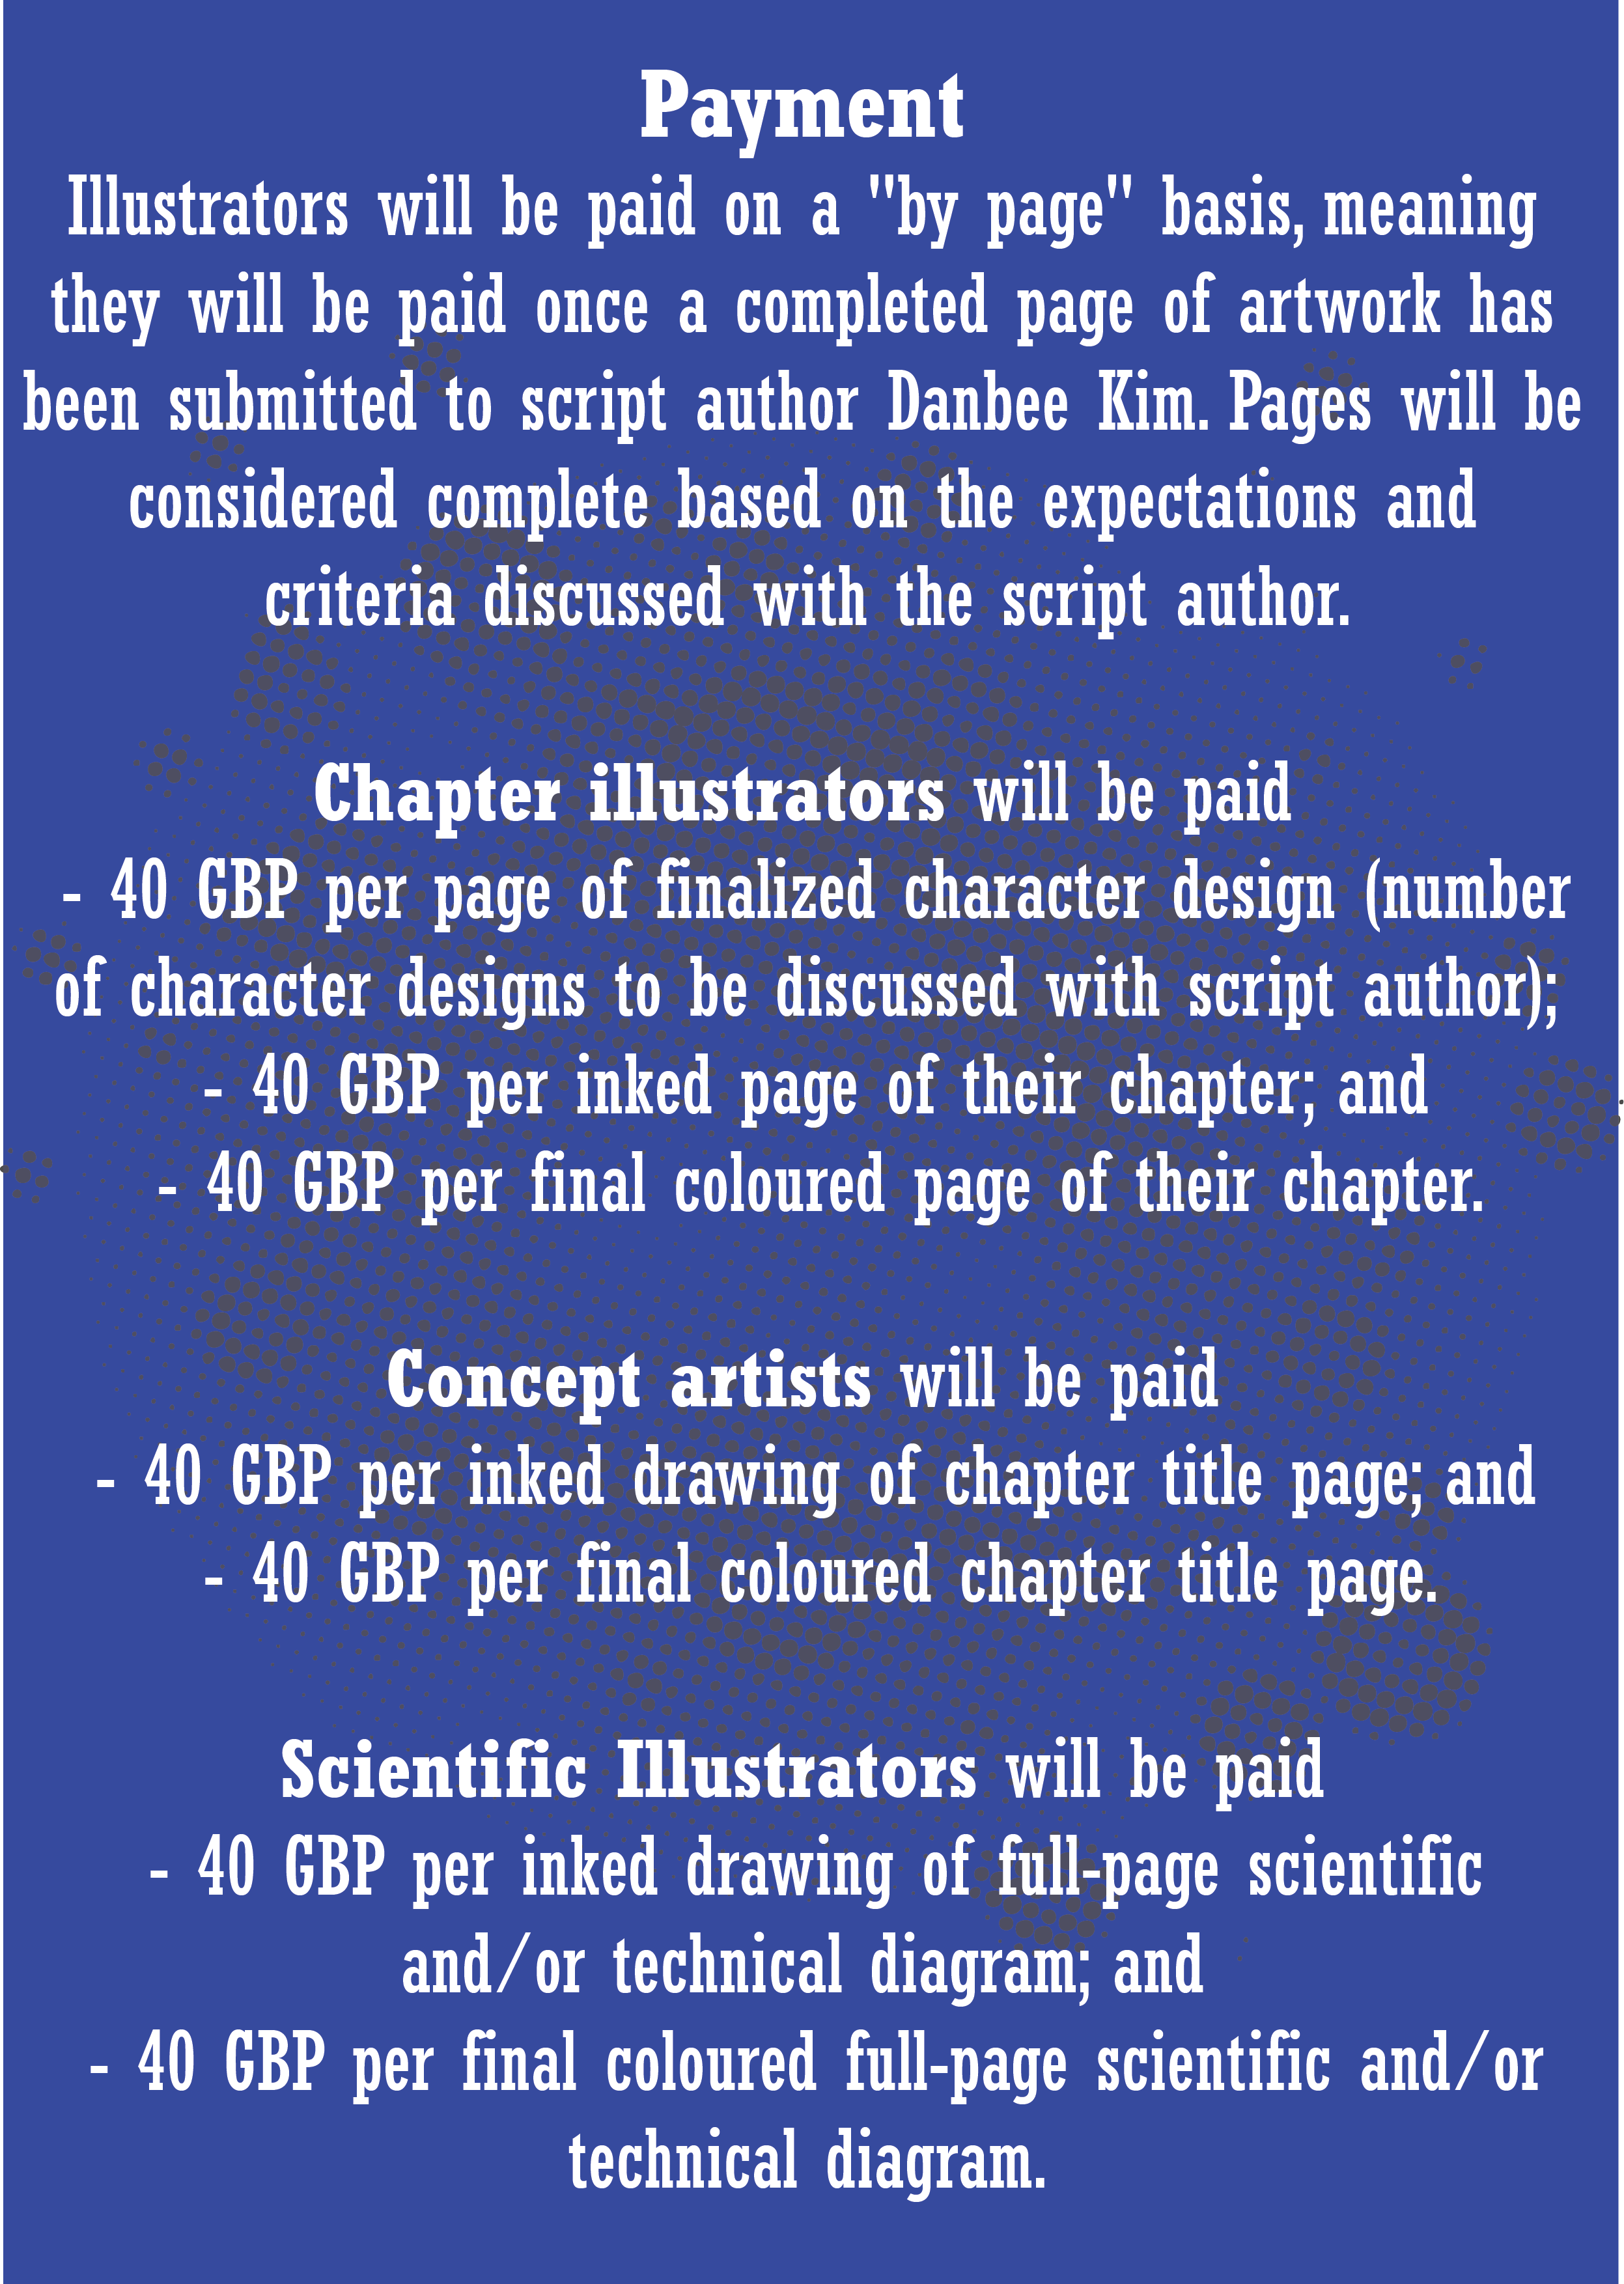 Payment
Illustrators will be paid on a "by page" basis, meaning
they will be paid once a completed page of artwork has
been submitted to script author Danbee Kim. Pages will be
considered complete based on the expectations and
criteria discussed with the script author.
Chapter illustrators will be paid
- 40 GBP per page of finalized character design (number
of character designs to be discussed with script author);
- 40 GBP per inked page of their chapter; and
- 40 GBP per final coloured page of their chapter.
Concept artists will be paid
- 40 GBP per inked drawing of chapter title page; and
- 40 GBP per final coloured chapter title page.
Scientific Illustrators will be paid
- 40 GBP per inked drawing of full-page scientific
and/or technical diagram; and
- 40 GBP per final coloured full-page scientific and/or
technical diagram.